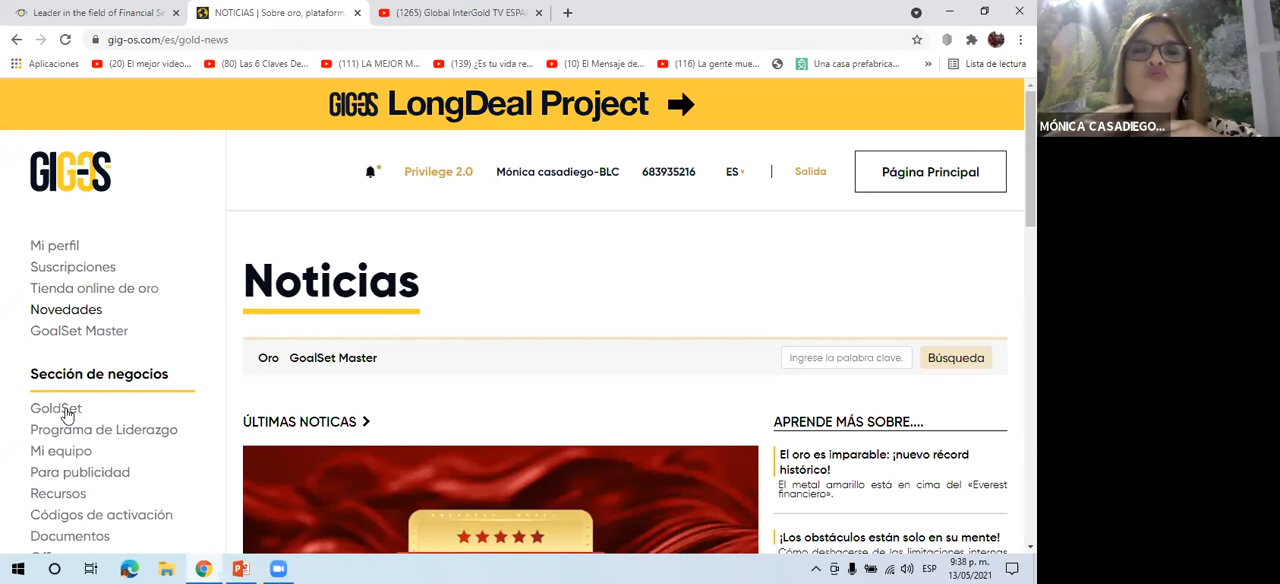 Leader in the field of Financial Se
NOTICIAS | Sobre oro, plataform
(1265) Global InterGold TV ESPA
gig-os.com/es/gold-news
Aplicaciones
(20) El mejor video...
(80) Las 6 Claves De...
(111) LA MEJOR M...
(139) ¿Es tu vida re...
(10) El Mensaje de...
(116) La gente mue...
Una casa prefabrica...
»
Lista de lectura
MÓNICA CASADIEGO...
GIGOS LongDeal Project
GIGOS
Privilege 2.0
Mónica casadiego-BLC
683935216
ES
Salida
Página Principal
Mi perfil
Suscripciones
Tienda online de oro
Novedades
GoalSet Master
Sección de negocios
GoldSet
Programa de Liderazgo
Mi equipo
Para publicidad
Recursos
Códigos de activación
Documentos
Noticias
Oro GoalSet Master
Ingrese la palabra clave.
Búsqueda
ÚLTIMAS NOTICAS
APRENDE MÁS SOBRE....
El oro es imparable: ¡nuevo récord
histórico!
El metal amarillo está en cima del «Everest
financiero».
¡Los obstáculos están solo en su mente!
Cómo deshacerse de las limitaciones internas
ESP
9:38 p. m.
13/05/2021